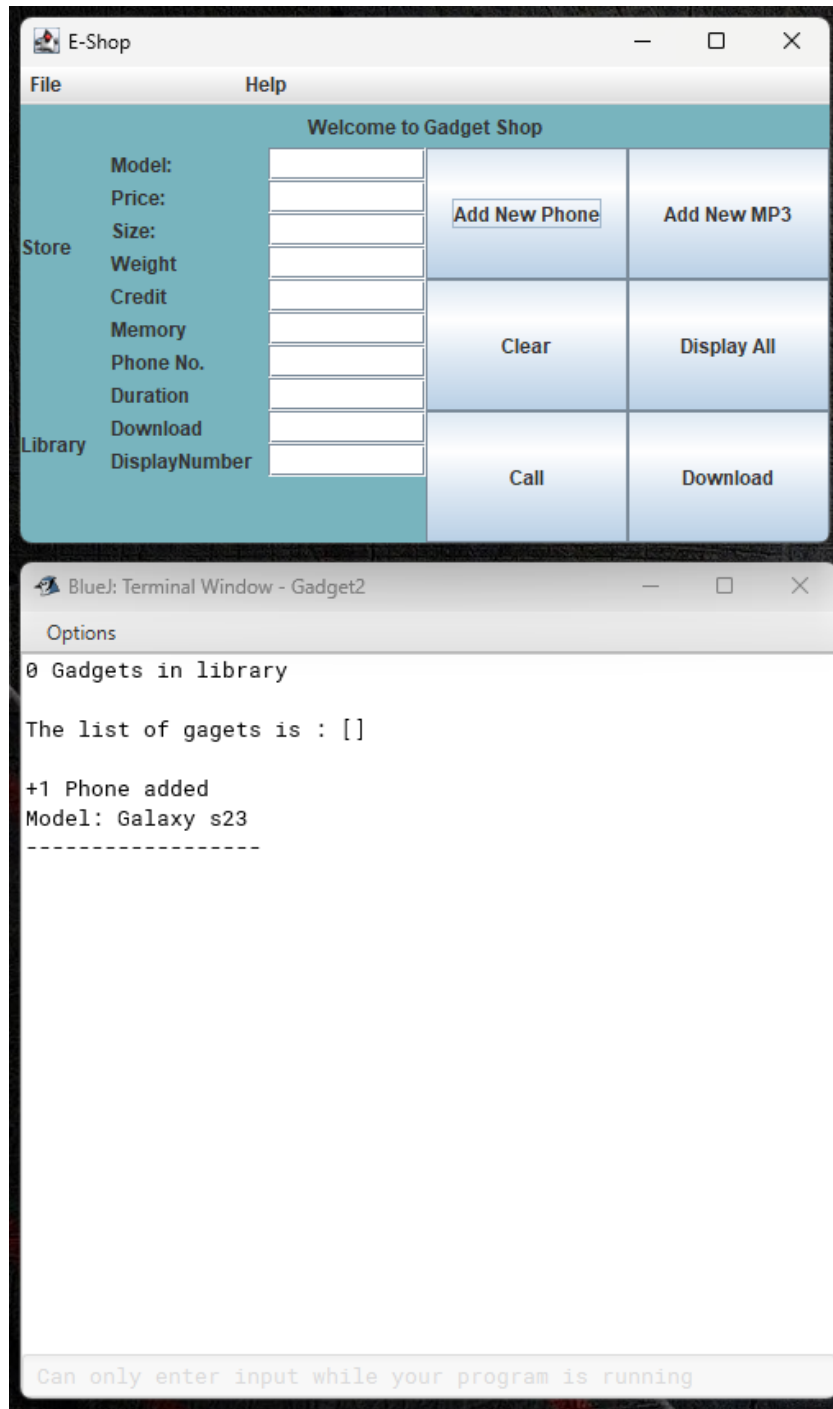 E-Shop
File Help
Welcome to Gadget Shop
Store
Library
Model:
Price:
Size:
Weight
Credit
Memory
Phone No.
Duration
Download
DisplayNumber
Add New Phone Add New MP3
Clear Display All
Call Download
BlueJ: Terminal Window - Gadget2
Options
0 Gadgets in library
The list of gagets is : []
+1 Phone added
Model: Galaxy s23
------------------
Can only enter input while your program is running